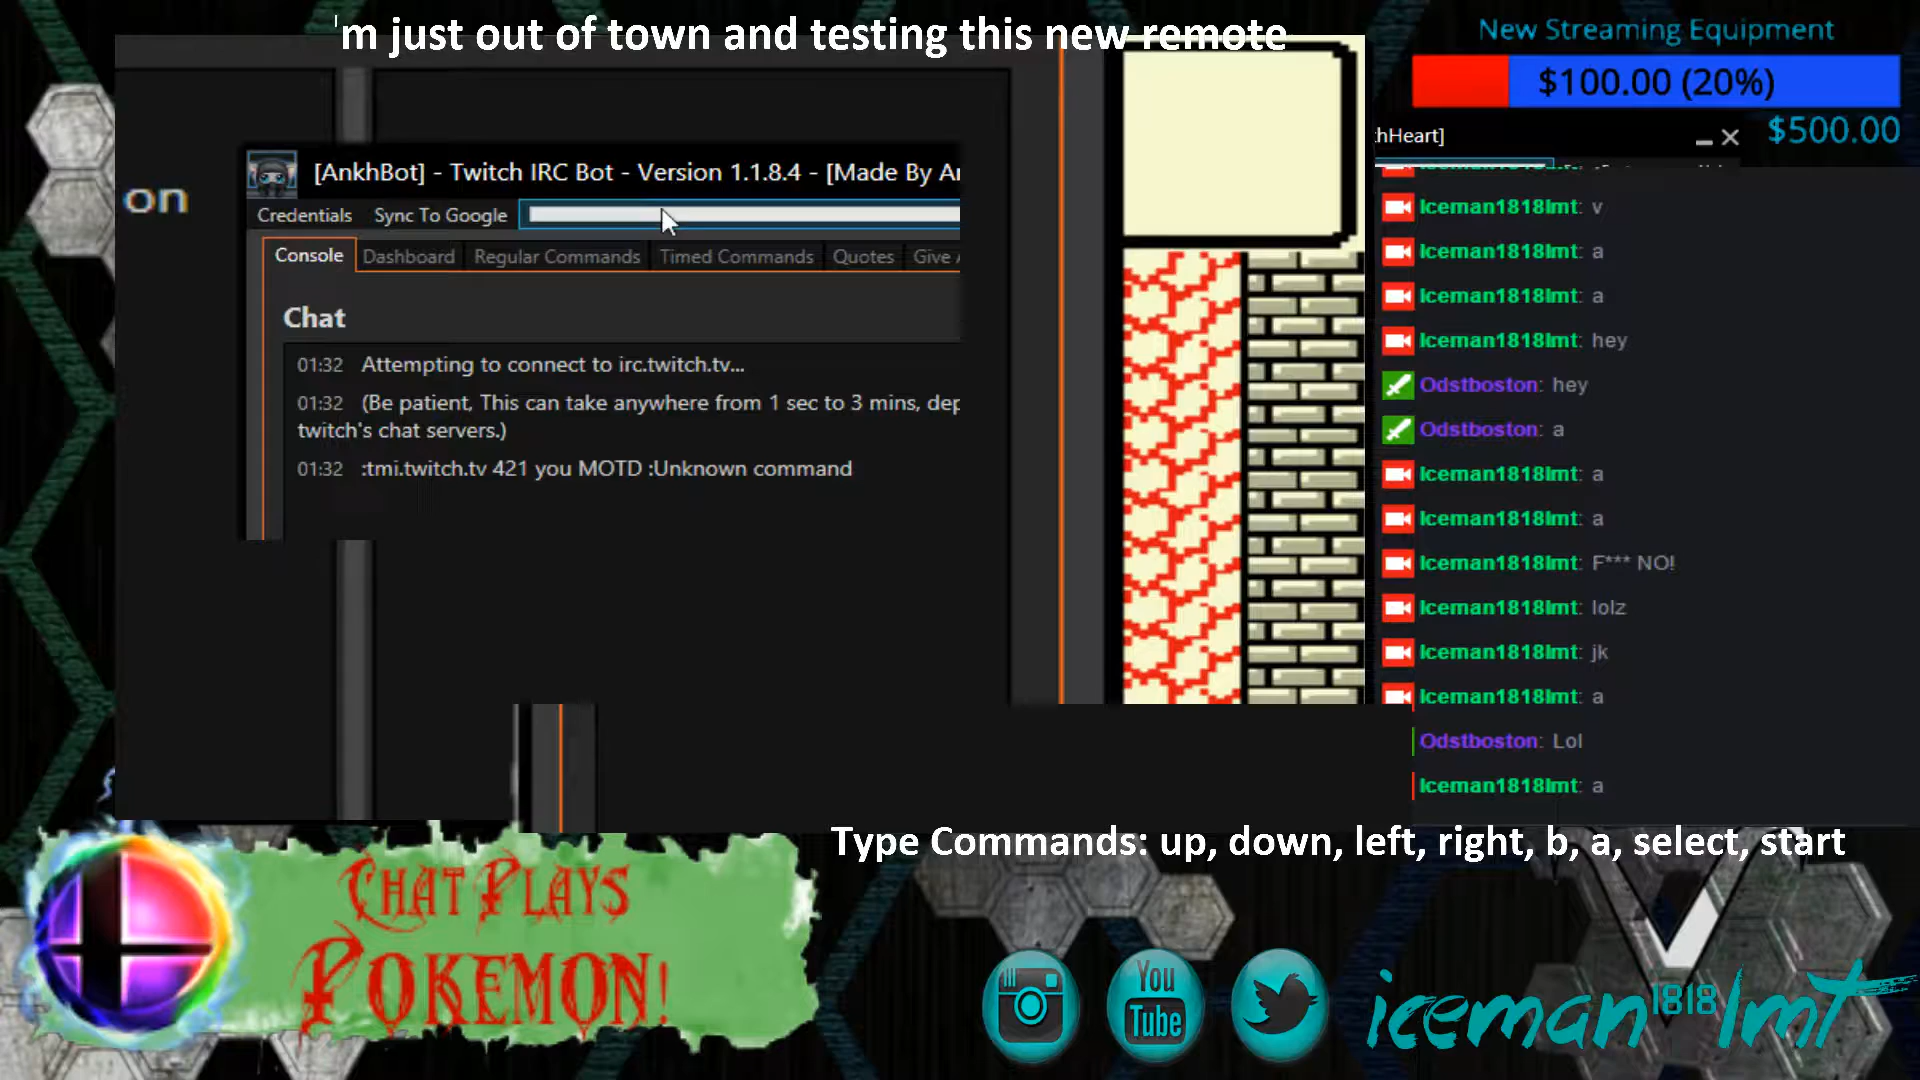 'm just out of town and testing this new remote
New Streaming Equipment
$100.00 (20%)
$500.00
hHeart]
on
[AnkhBot] - Twitch IRC Bot - Version 1.1.8.4 - [Made By An
Credentials Sync To Google
Console Dashboard Regular Commands Timed Commands Quotes Give A
Chat
01:32 Attempting to connect to irc.twitch.tv...
01:32 (Be patient, This can take anywhere from 1 sec to 3 mins, dep
twitch's chat servers.)
01:32 :tmi.twitch.tv 421 you MOTD :Unknown command
Iceman1818lmt: v
Iceman1818lmt: a
Iceman1818lmt: a
Iceman1818lmt: hey
Odstboston: hey
Odstboston: a
Iceman1818lmt: a
Iceman1818lmt: a
Iceman1818lmt: F*** NO!
Iceman1818lmt: lolz
Iceman1818lmt: jk
Iceman1818lmt: a
Odstboston: Lol
Iceman1818lmt: a
Type Commands: up, down, left, right, b, a, select, start
Chat Plays
Pokemon!
You
Tube
iceman1818lmt